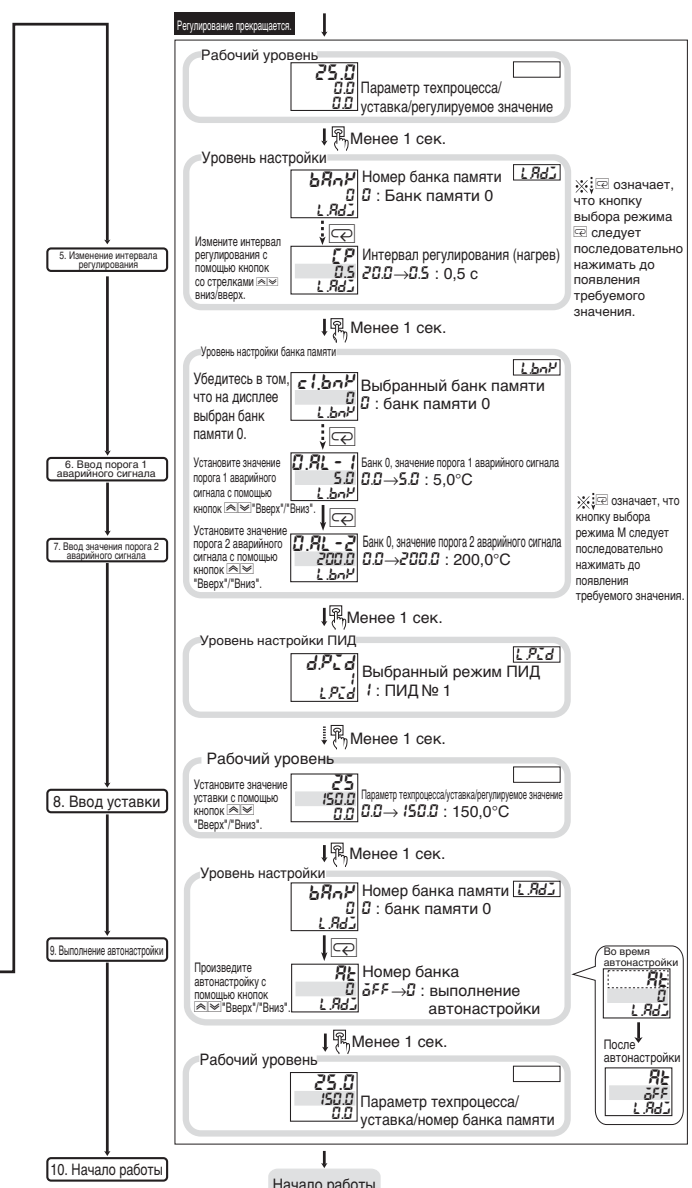 Регулирование прекращается.
Рабочий уровень
25.0
0.0
0.0
Параметр техпроцесса/
уставка/регулируемое значение
Менее 1 сек.
Уровень настройки
bAnK
0
L.AdJ
Номер банка памяти
L.AdJ
0 : Банк памяти 0
Измените интервал
регулирования с
помощью кнопок
со стрелками
вниз/вверх.
CP
0.5
L.AdJ
Интервал регулирования (нагрев)
20.0→0.5 : 0,5 с
※ означает,
что кнопку
выбора режима
следует
последовательно
нажимать до
появления
требуемого
значения.
5. Изменение интервала
регулирования
Менее 1 сек.
Уровень настройки банка памяти
L.bnK
Убедитесь в том,
что на дисплее
выбран банк
памяти 0.
c1.bnK
0
L.bnK
Выбранный банк памяти
0 : банк памяти 0
6. Ввод порога 1
аварийного сигнала
Установите значение
порога 1 аварийного
сигнала с помощью
кнопок "Вверх"/"Вниз".
0.AL-1
5.0
L.bnK
Банк 0, значение порога 1 аварийного сигнала
0.0→5.0 : 5,0°C
7. Ввод значения порога 2
аварийного сигнала
Установите значение
порога 2 аварийного
сигнала с помощью
кнопок
"Вверх"/"Вниз".
0.AL-2
200.0
L.bnK
Банк 0, значение порога 2 аварийного сигнала
0.0→200.0 : 200,0°C
※ означает, что
кнопку выбора
режима М следует
последовательно
нажимать до
появления
требуемого значения.
Менее 1 сек.
Уровень настройки ПИД
L.Pid
d.Pid
1
L.Pid
Выбранный режим ПИД
1 : ПИД № 1
Менее 1 сек.
Рабочий уровень
8. Ввод уставки
Установите значение
уставки с помощью
кнопок
"Вверх"/"Вниз".
25
150.0
0.0
Параметр техпроцесса/уставка/регулируемое значение
0.0→150.0 : 150,0°C
Менее 1 сек.
Уровень настройки
bAnK
0
L.AdJ
Номер банка памяти
L.AdJ
0 : банк памяти 0
9. Выполнение автонастройки
Произведите
автонастройку с
помощью кнопок
"Вверх"/"Вниз".
At
0
L.AdJ
Номер банка
oFF→0 : выполнение
автонастройки
Во время
автонастройки
At
0
L.AdJ
После
автонастройки
At
oFF
L.AdJ
Менее 1 сек.
Рабочий уровень
25.0
150.0
0.0
Параметр техпроцесса/
уставка/номер банка памяти
10. Начало работы
Начало работы